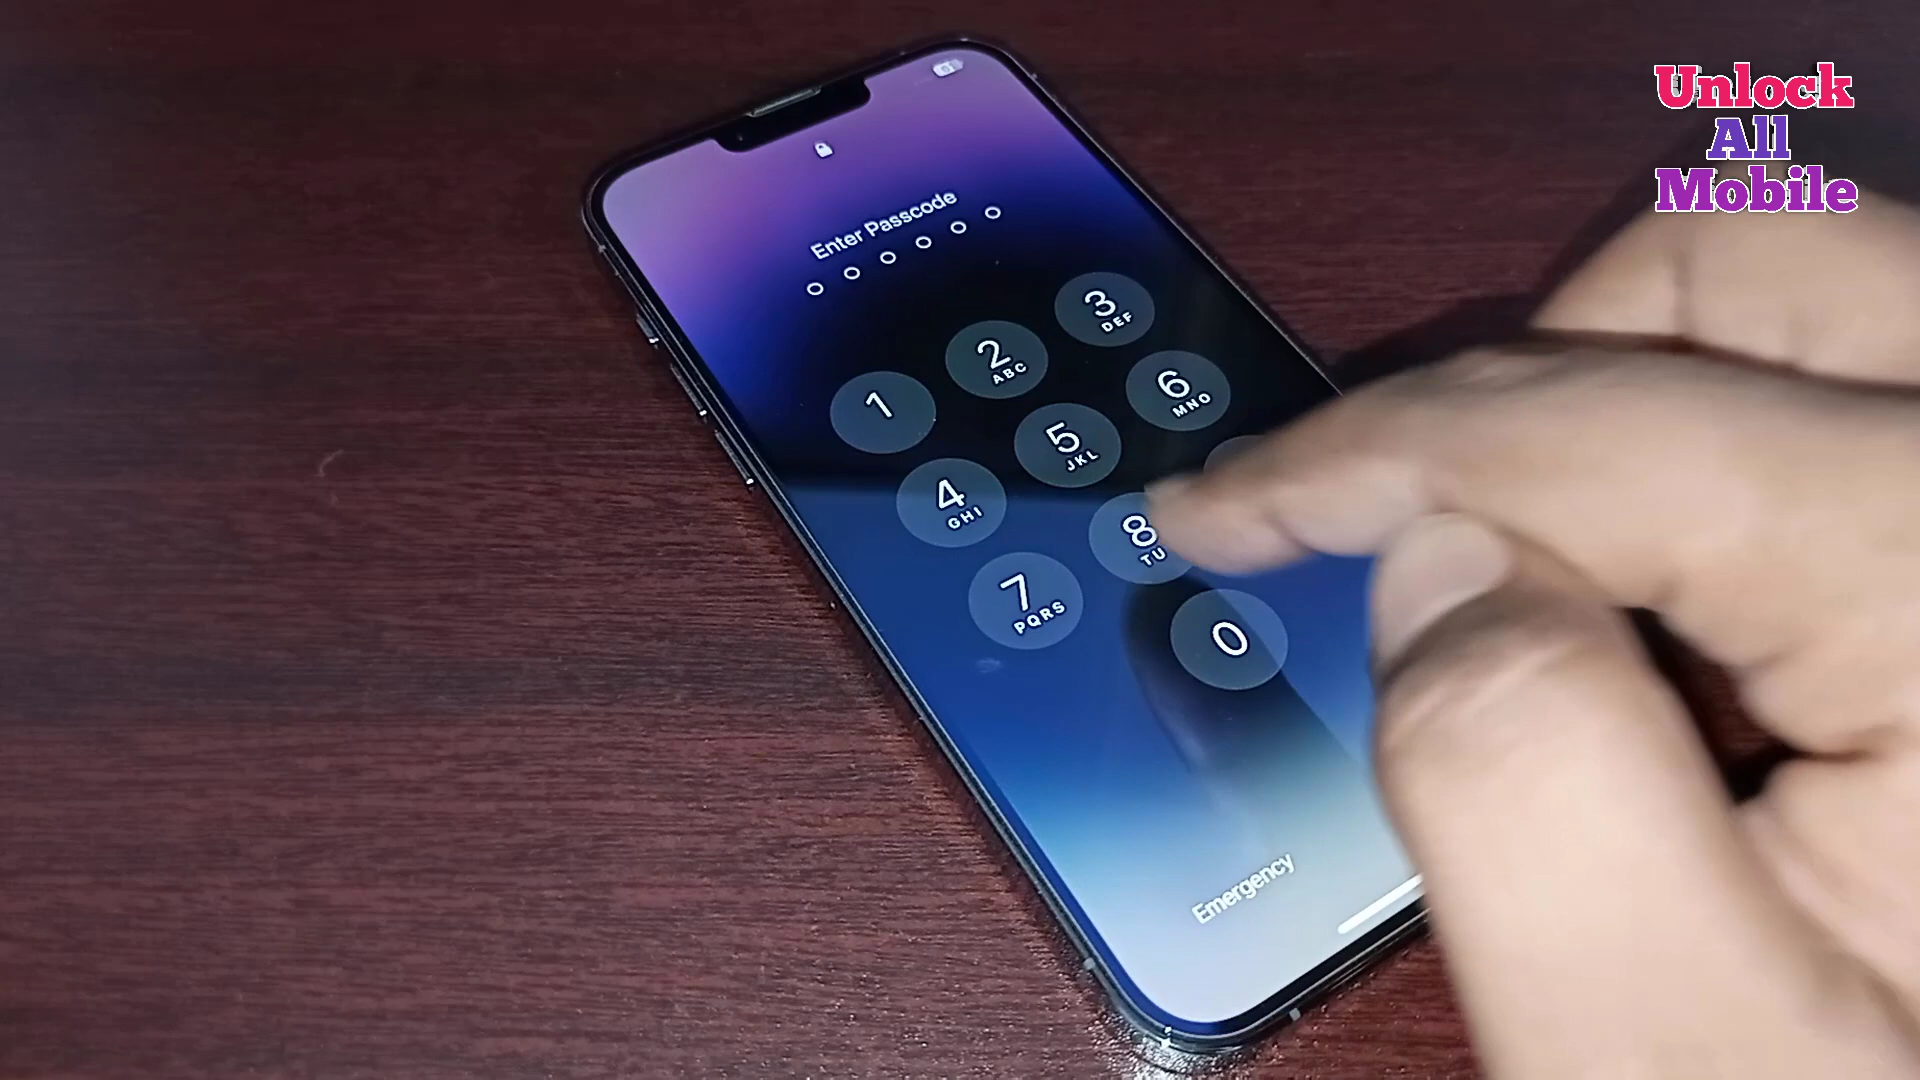 Unlock
All
Mobile
Enter Passcode
1
2
ABC
3
DEF
4
GHI
5
JKL
6
MNO
7
PQRS
8
TU
0
Emergency